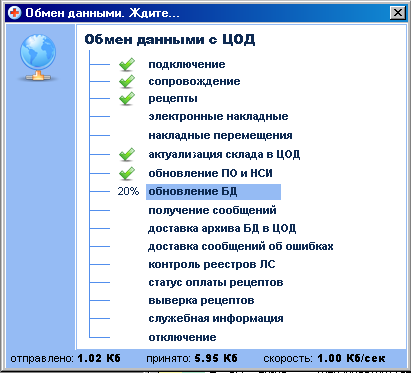 Обмен данными. Ждите...
Обмен данными с ЦОД
подключение
сопровождение
рецепты
электронные накладные
накладные перемещения
актуализация склада в ЦОД
обновление ПО и НСИ
20% обновление БД
получение сообщений
доставка архива БД в ЦОД
доставка сообщений об ошибках
контроль реестров ЛС
статус оплаты рецептов
выверка рецептов
служебная информация
отключение
отправлено: 1.02 Кб принято: 5.95 Кб скорость: 1.00 Кб/сек